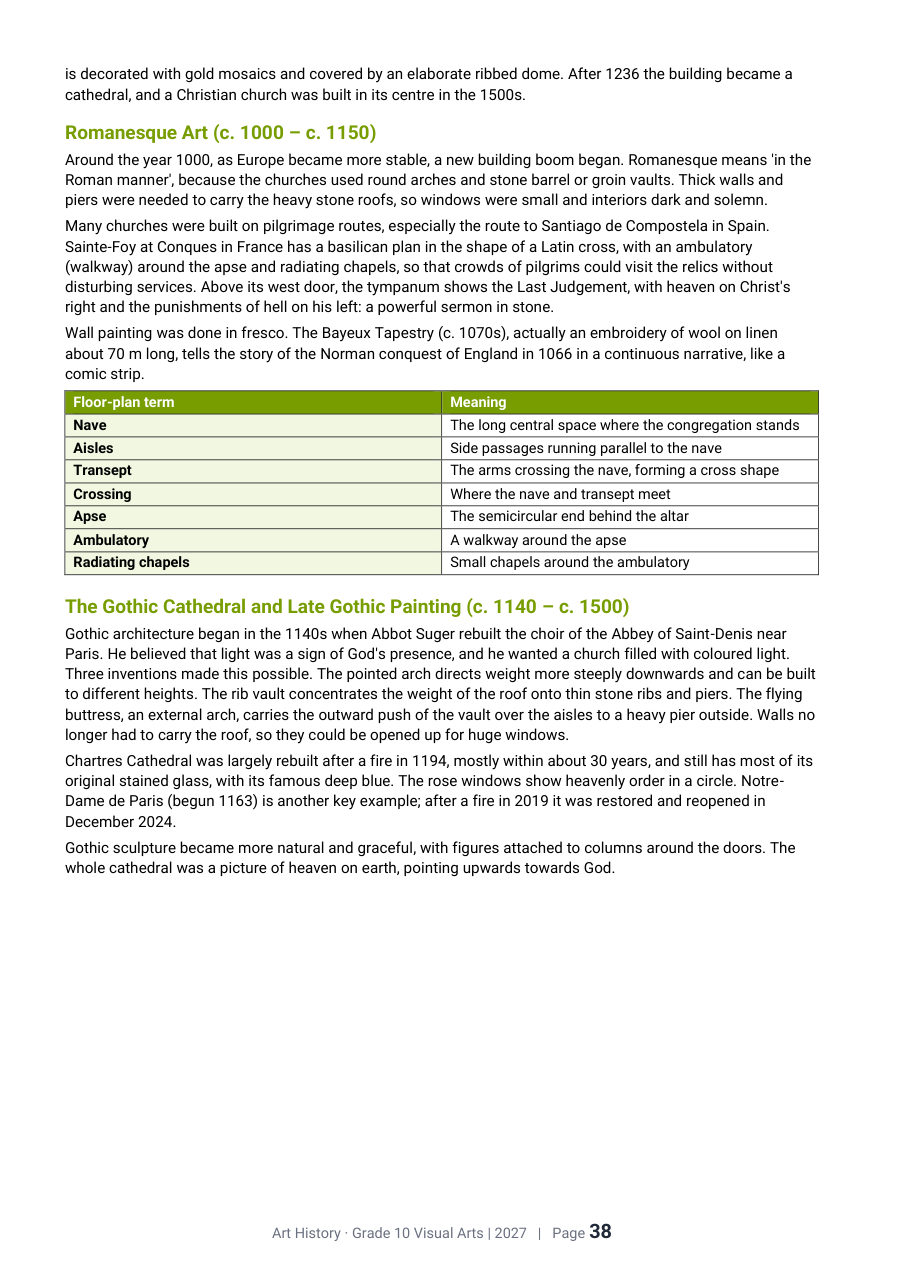 is decorated with gold mosaics and covered by an elaborate ribbed dome. After 1236 the building became a
cathedral, and a Christian church was built in its centre in the 1500s.
Romanesque Art (c. 1000 – c. 1150)
Around the year 1000, as Europe became more stable, a new building boom began. Romanesque means 'in the
Roman manner', because the churches used round arches and stone barrel or groin vaults. Thick walls and
piers were needed to carry the heavy stone roofs, so windows were small and interiors dark and solemn.
Many churches were built on pilgrimage routes, especially the route to Santiago de Compostela in Spain.
Sainte-Foy at Conques in France has a basilican plan in the shape of a Latin cross, with an ambulatory
(walkway) around the apse and radiating chapels, so that crowds of pilgrims could visit the relics without
disturbing services. Above its west door, the tympanum shows the Last Judgement, with heaven on Christ's
right and the punishments of hell on his left: a powerful sermon in stone.
Wall painting was done in fresco. The Bayeux Tapestry (c. 1070s), actually an embroidery of wool on linen
about 70 m long, tells the story of the Norman conquest of England in 1066 in a continuous narrative, like a
comic strip.
Floor-plan term Meaning
Nave The long central space where the congregation stands
Aisles Side passages running parallel to the nave
Transept The arms crossing the nave, forming a cross shape
Crossing Where the nave and transept meet
Apse The semicircular end behind the altar
Ambulatory A walkway around the apse
Radiating chapels Small chapels around the ambulatory
The Gothic Cathedral and Late Gothic Painting (c. 1140 – c. 1500)
Gothic architecture began in the 1140s when Abbot Suger rebuilt the choir of the Abbey of Saint-Denis near
Paris. He believed that light was a sign of God's presence, and he wanted a church filled with coloured light.
Three inventions made this possible. The pointed arch directs weight more steeply downwards and can be built
to different heights. The rib vault concentrates the weight of the roof onto thin stone ribs and piers. The flying
buttress, an external arch, carries the outward push of the vault over the aisles to a heavy pier outside. Walls no
longer had to carry the roof, so they could be opened up for huge windows.
Chartres Cathedral was largely rebuilt after a fire in 1194, mostly within about 30 years, and still has most of its
original stained glass, with its famous deep blue. The rose windows show heavenly order in a circle. Notre-
Dame de Paris (begun 1163) is another key example; after a fire in 2019 it was restored and reopened in
December 2024.
Gothic sculpture became more natural and graceful, with figures attached to columns around the doors. The
whole cathedral was a picture of heaven on earth, pointing upwards towards God.
Art History · Grade 10 Visual Arts | 2027 | Page 38